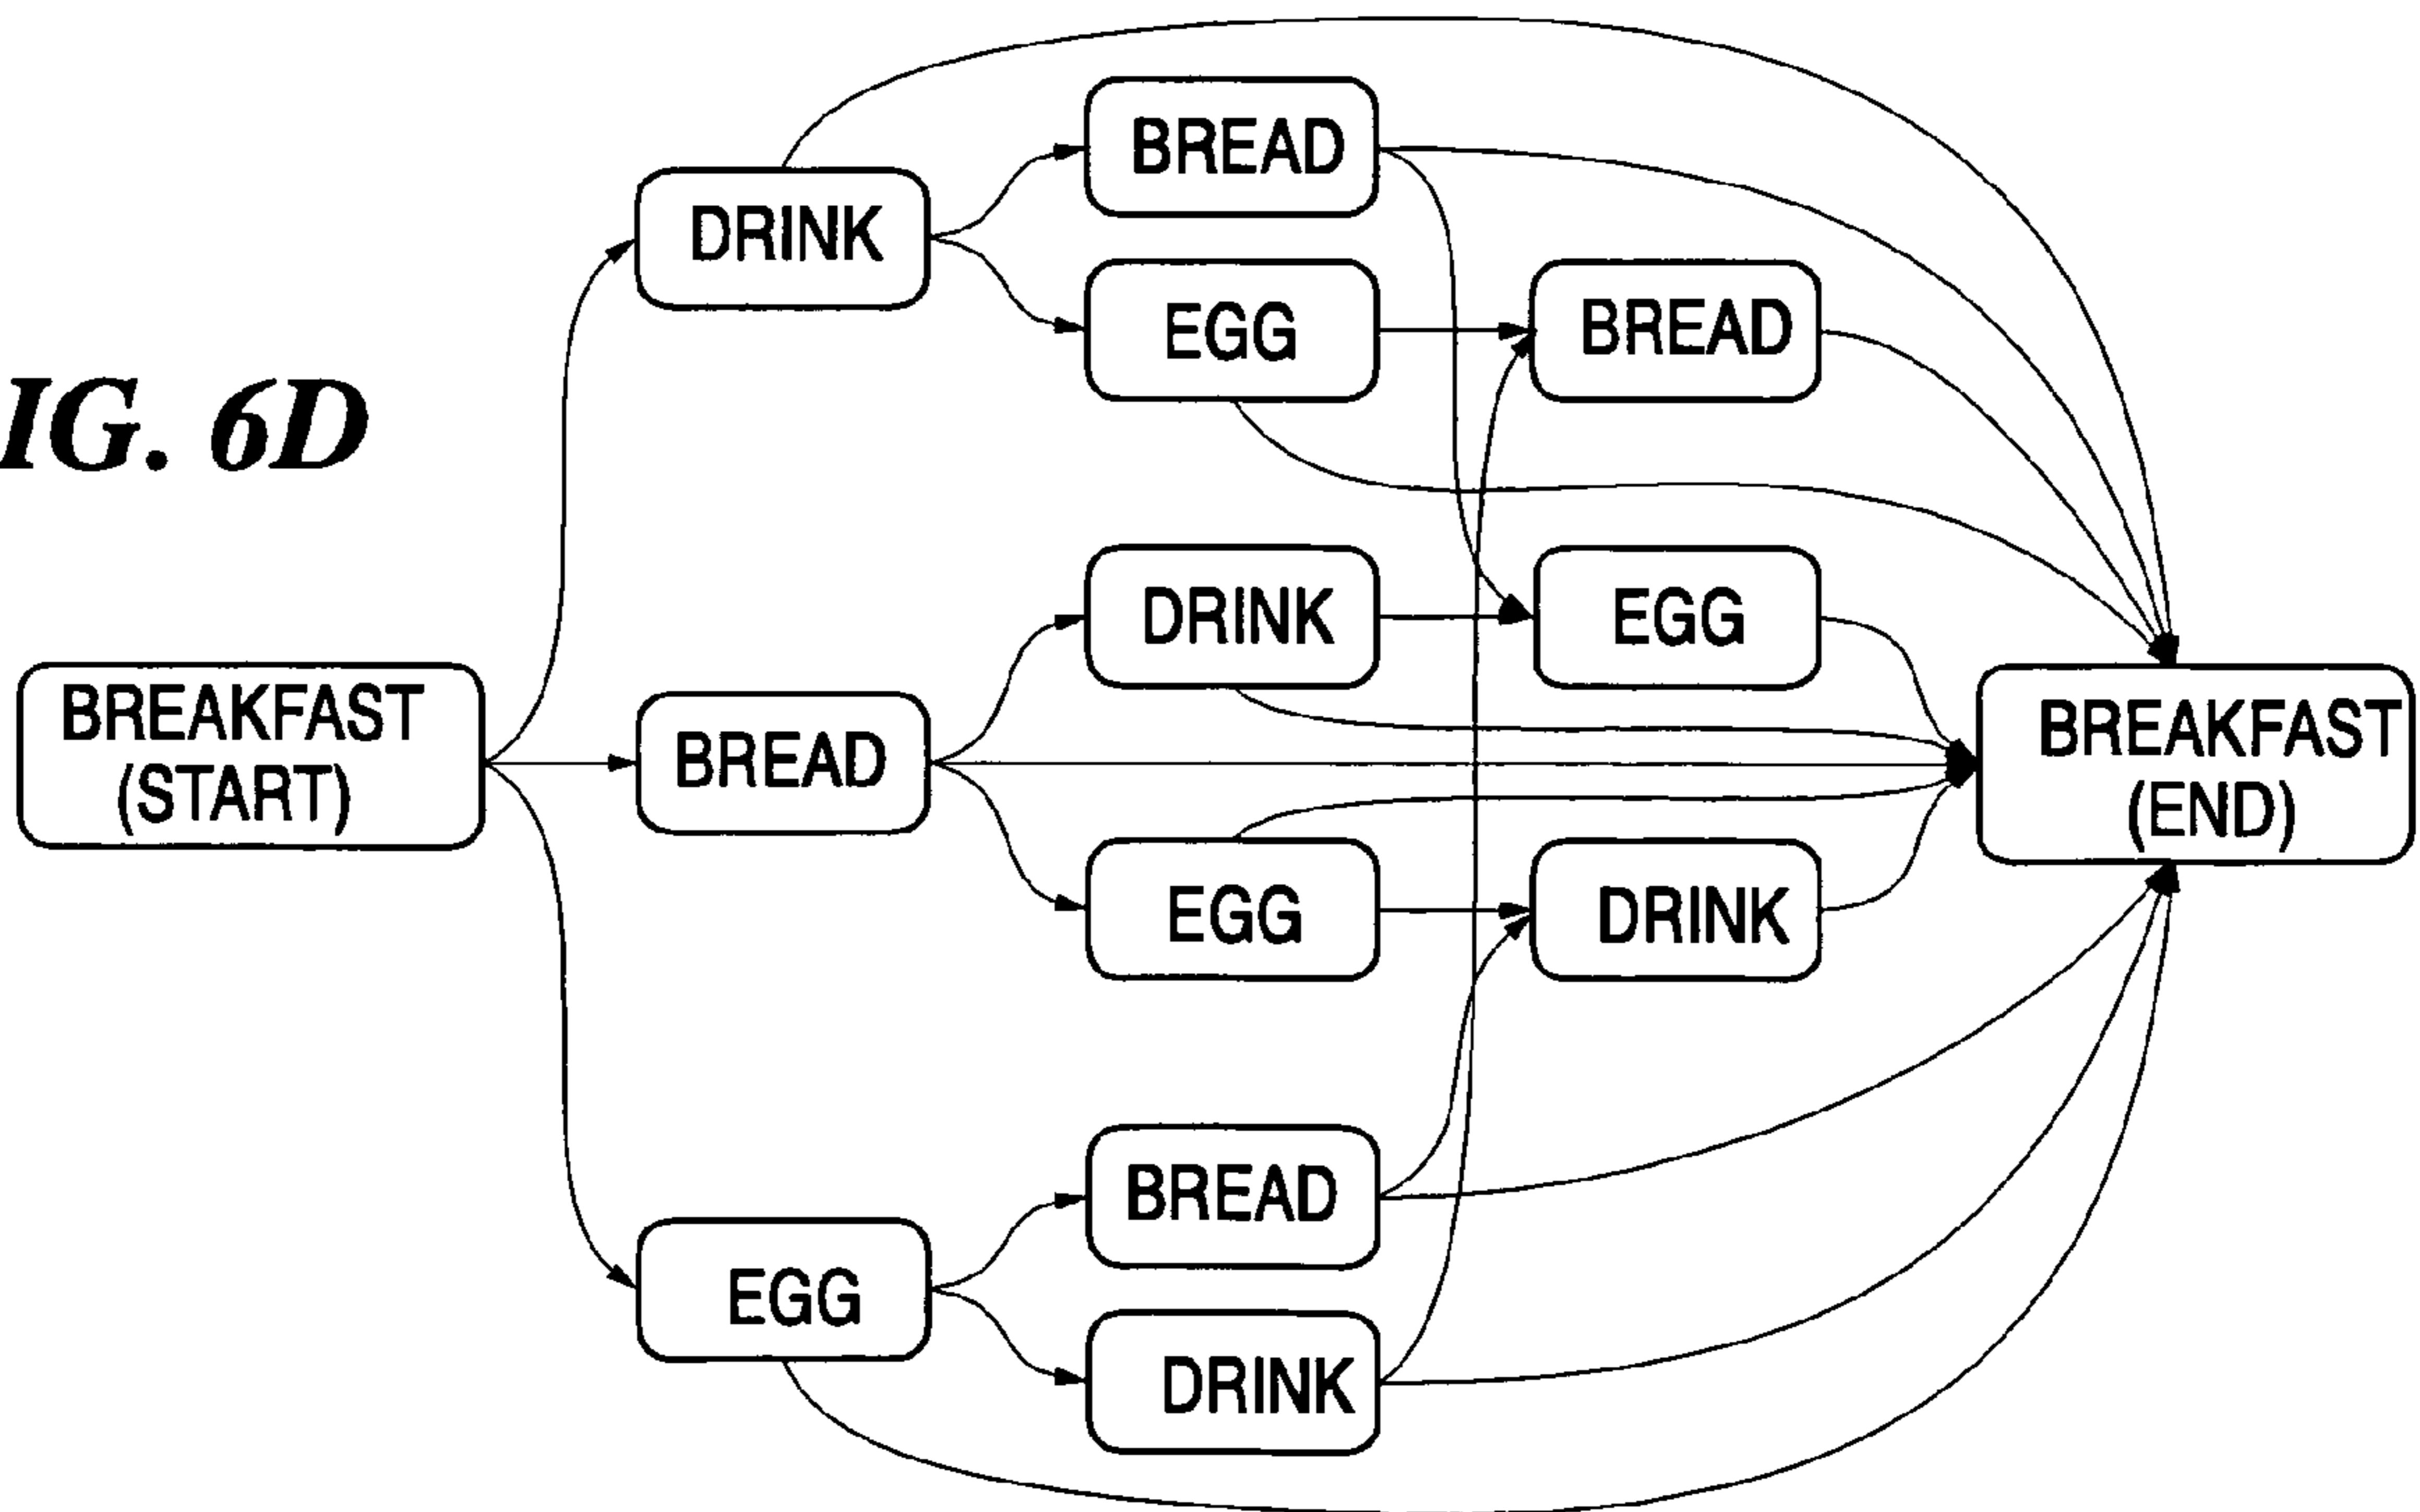 IG. 6D
BREAKFAST
(START)
DRINK
BREAD
EGG
BREAD
EGG
DRINK
EGG
BREAD
DRINK
BREAD
EGG
DRINK
BREAKFAST
(END)